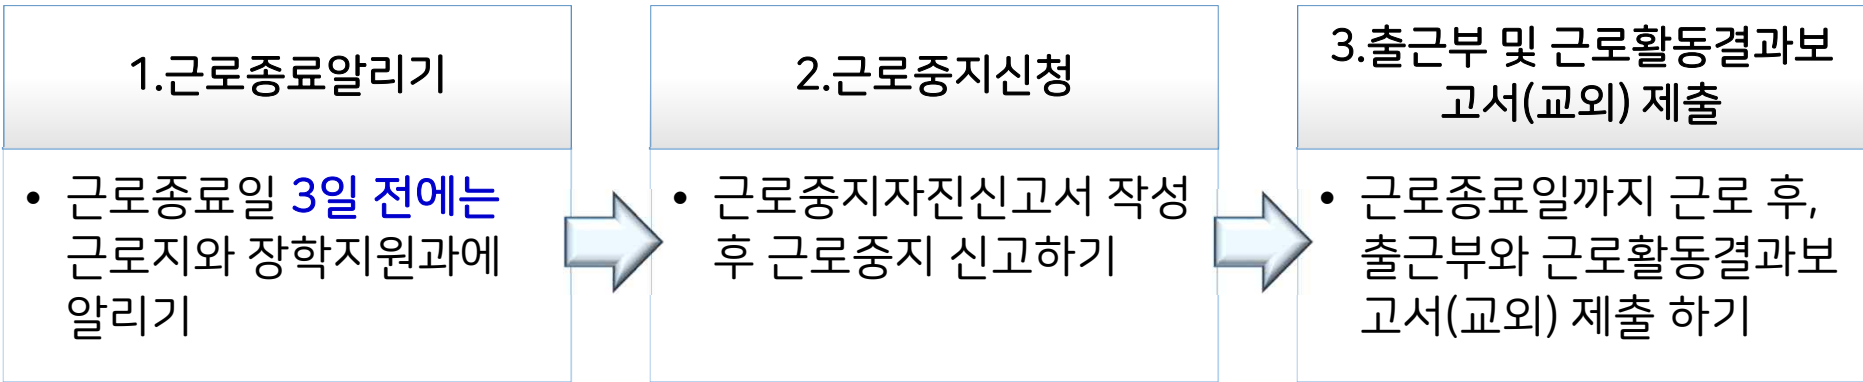 1.근로종료알리기
• 근로종료일 3일 전에는
근로지와 장학지원과에
알리기
2.근로중지신청
• 근로중지자진신고서 작성
후 근로중지 신고하기
3.출근부 및 근로활동결과보
고서(교외) 제출
• 근로종료일까지 근로 후,
출근부와 근로활동결과보
고서(교외) 제출 하기